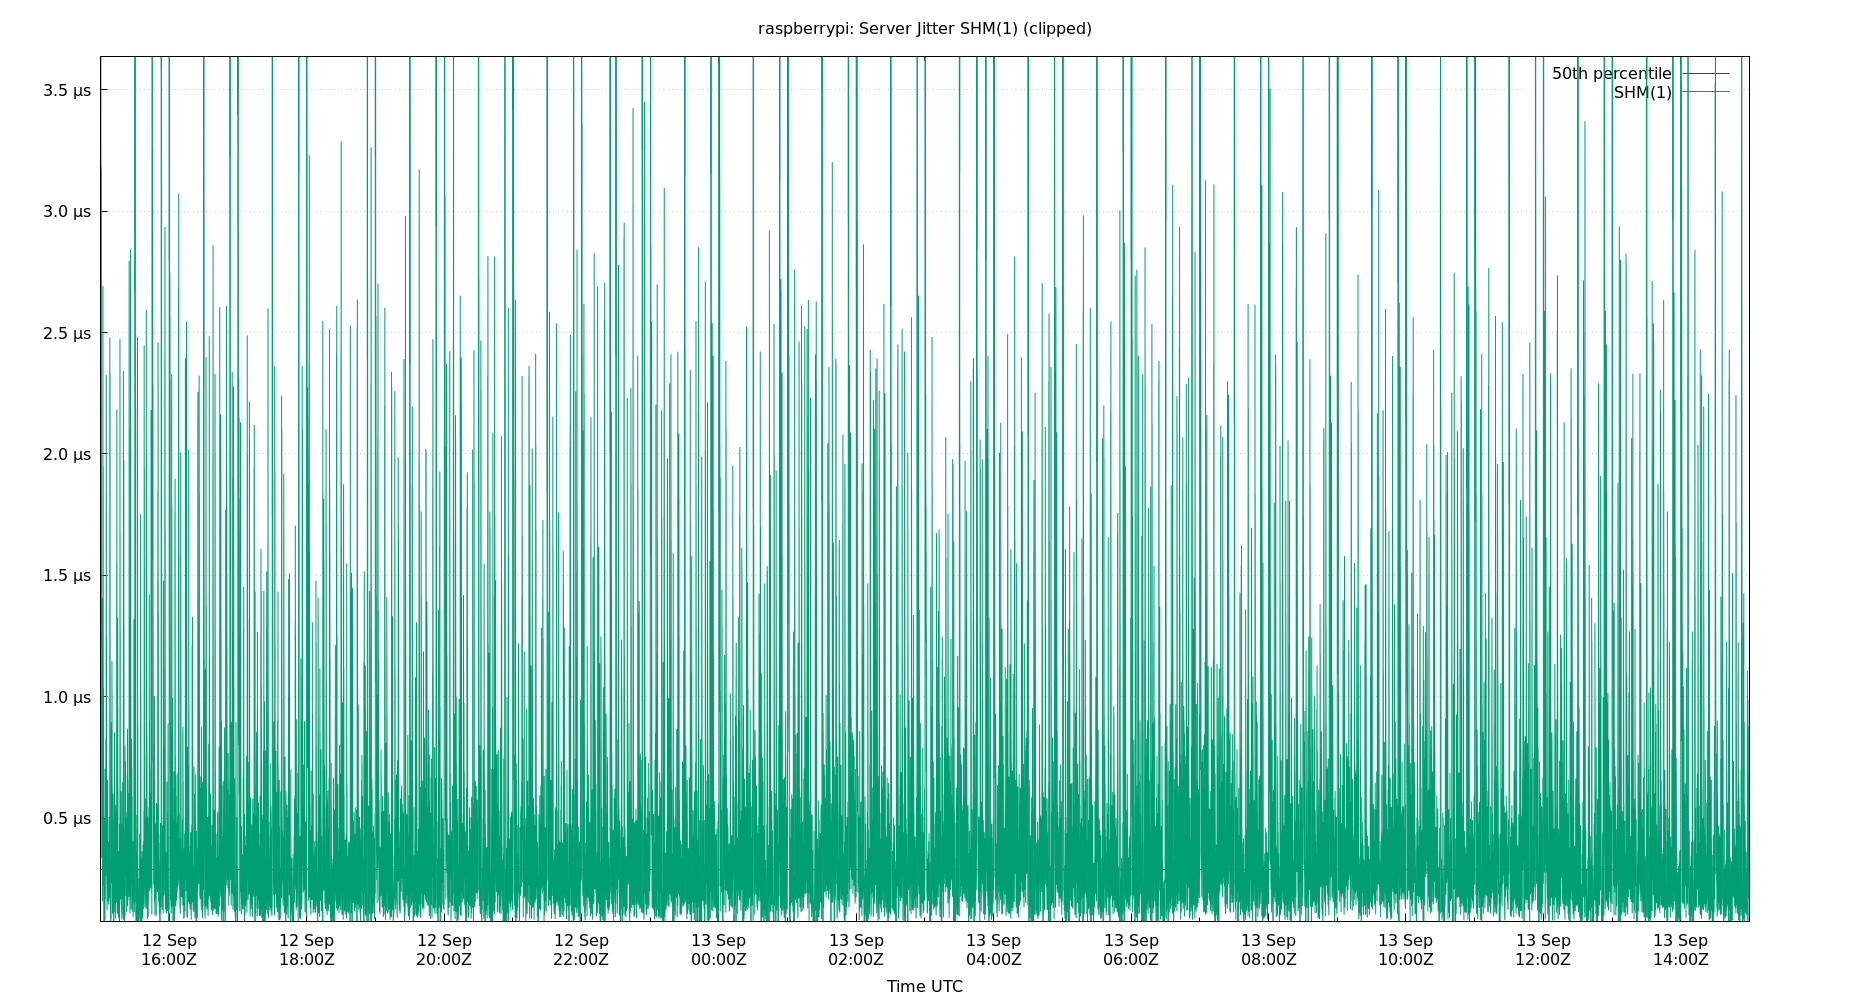 raspberrypi: Server Jitter SHM(1) (clipped)
50th percentile
SHM(1)
3.5 μs
3.0 μs
2.5 μs
2.0 μs
1.5 μs
1.0 μs
0.5 μs
12 Sep 12 Sep 12 Sep 12 Sep 13 Sep 13 Sep 13 Sep 13 Sep 13 Sep 13 Sep 13 Sep 13 Sep
16:00Z 18:00Z 20:00Z 22:00Z 00:00Z 02:00Z 04:00Z 06:00Z 08:00Z 10:00Z 12:00Z 14:00Z
Time UTC